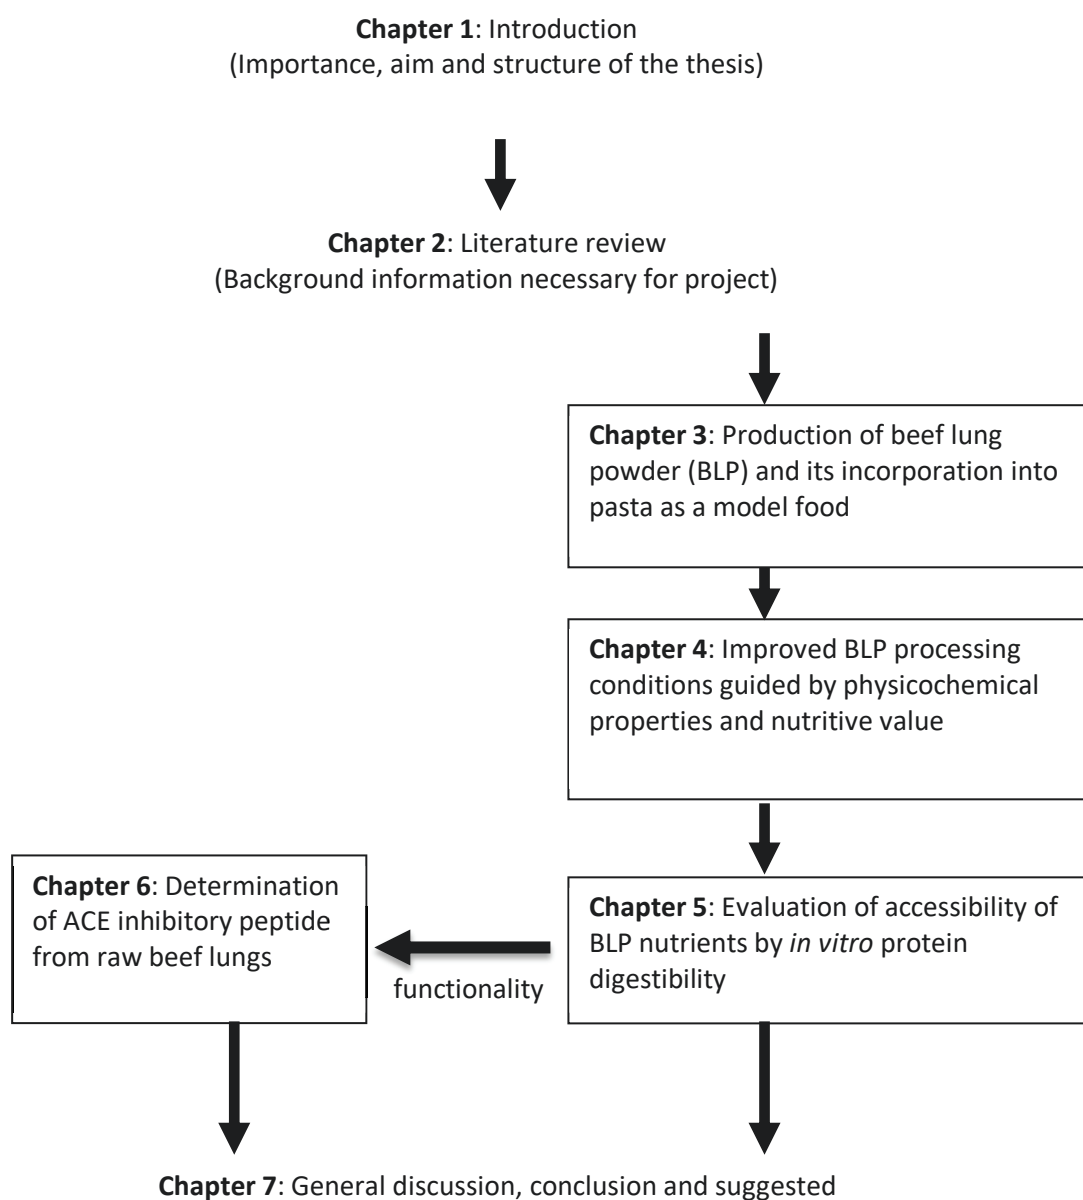 Chapter 1: Introduction
(Importance, aim and structure of the thesis)
Chapter 2: Literature review
(Background information necessary for project)
Chapter 3: Production of beef lung
powder (BLP) and its incorporation into
pasta as a model food
Chapter 4: Improved BLP processing
conditions guided by physicochemical
properties and nutritive value
Chapter 5: Evaluation of accessibility of
BLP nutrients by in vitro protein
digestibility
functionality
Chapter 6: Determination
of ACE inhibitory peptide
from raw beef lungs
Chapter 7: General discussion, conclusion and suggested